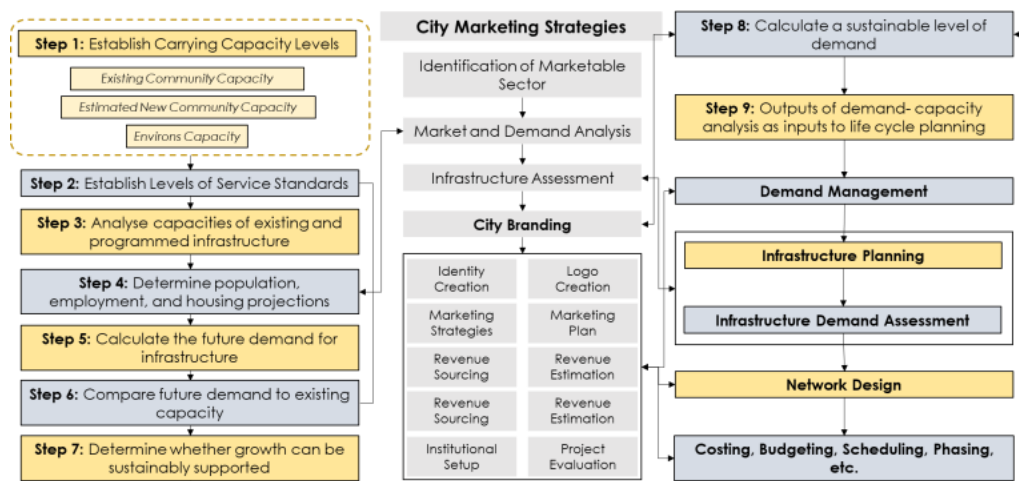 Step 1: Establish Carrying Capacity Levels
Existing Community Capacity
Estimated New Community Capacity
Environs Capacity
Step 2: Establish Levels of Service Standards
Step 3: Analyse capacities of existing and
programmed infrastructure
Step 4: Determine population,
employment, and housing projections
Step 5: Calculate the future demand for
infrastructure
Step 6: Compare future demand to existing
capacity
Step 7: Determine whether growth can be
sustainably supported
City Marketing Strategies
Identification of Marketable
Sector
Market and Demand Analysis
Infrastructure Assessment
City Branding
Identity
Creation
Logo
Creation
Marketing
Strategies
Marketing
Plan
Revenue
Sourcing
Revenue
Estimation
Revenue
Sourcing
Revenue
Estimation
Institutional
Setup
Project
Evaluation
Step 8: Calculate a sustainable level of
demand
Step 9: Outputs of demand- capacity
analysis as inputs to life cycle planning
Demand Management
Infrastructure Planning
Infrastructure Demand Assessment
Network Design
Costing, Budgeting, Scheduling, Phasing,
etc.